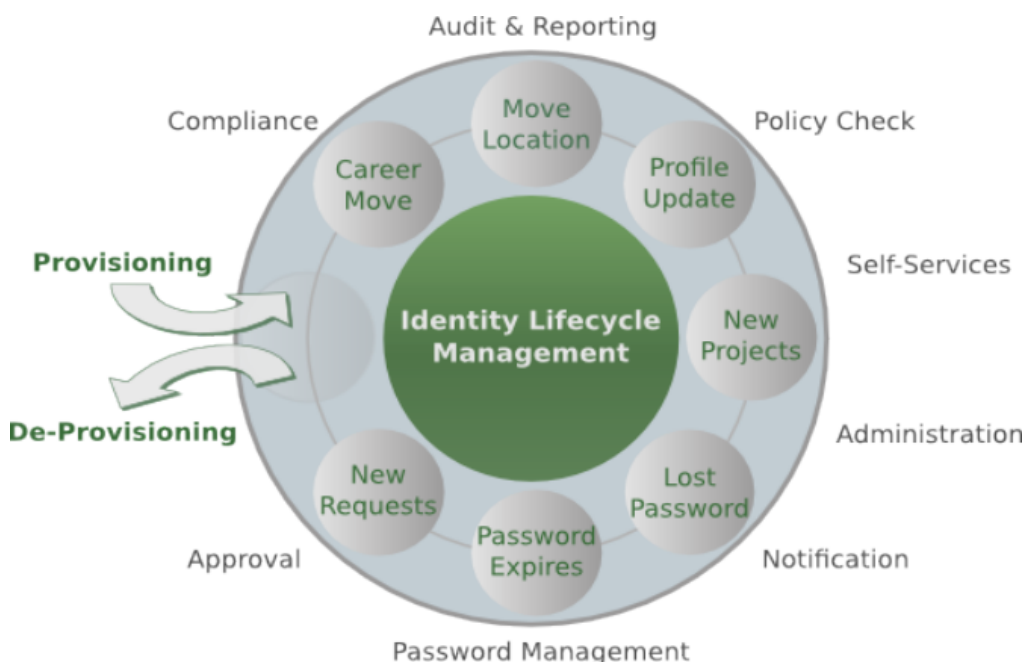 Audit & Reporting
Compliance
Policy Check
Move
Location
Career
Move
Profile
Update
Provisioning
Self-Services
Identity Lifecycle
Management
New
Projects
De-Provisioning
Administration
New
Requests
Lost
Password
Password
Expires
Approval
Notification
Password Management